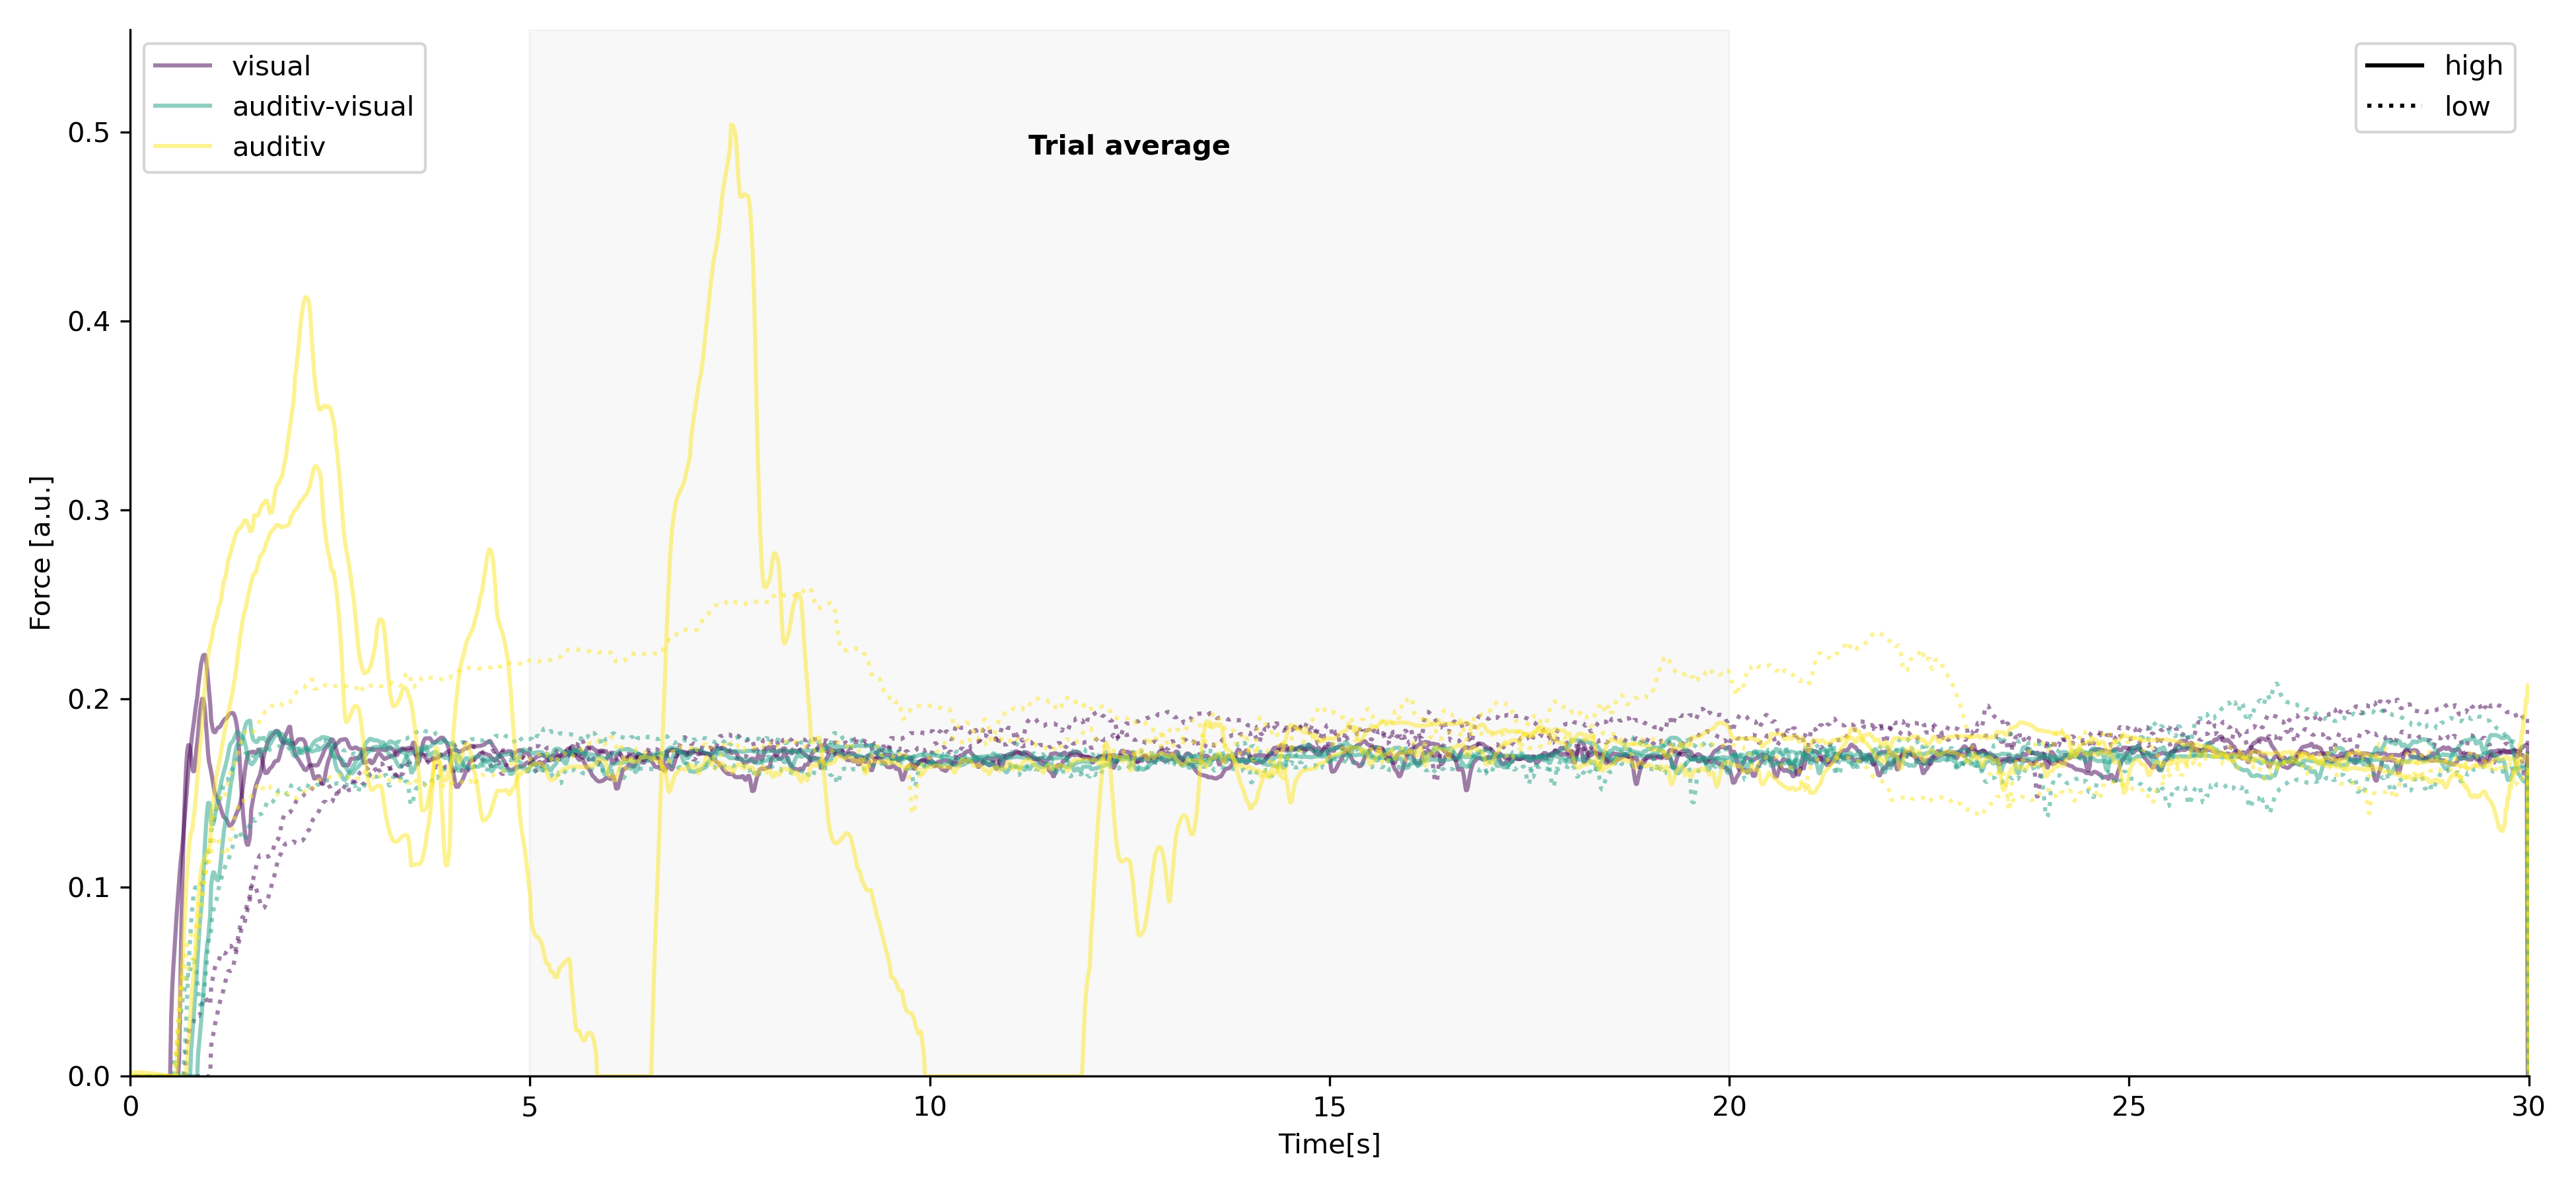 visual
auditiv-visual
auditiv
high
low
Trial average
Force [a.u.]
0.5
0.4
0.3
0.2
0.1
0.0
0 5 10 15 20 25 30
Time[s]